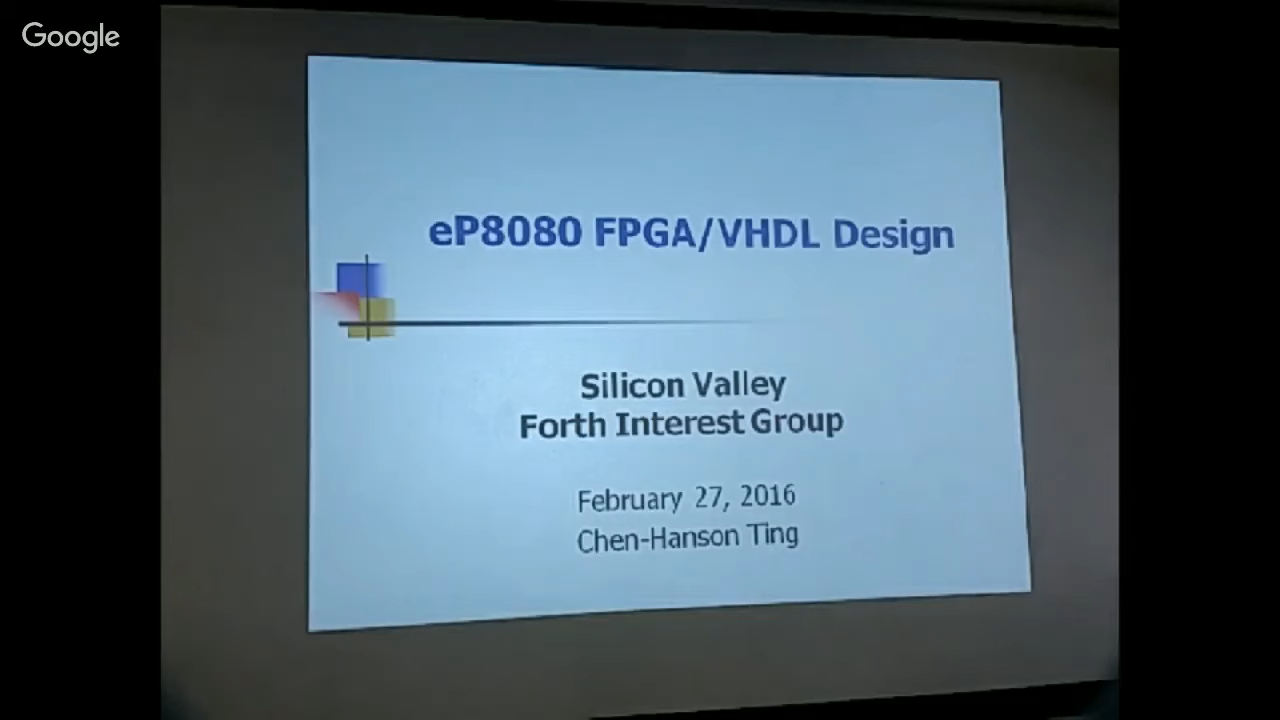 Google
eP8080 FPGA/VHDL Design
Silicon Valley
Forth Interest Group
February 27, 2016
Chen-Hanson Ting